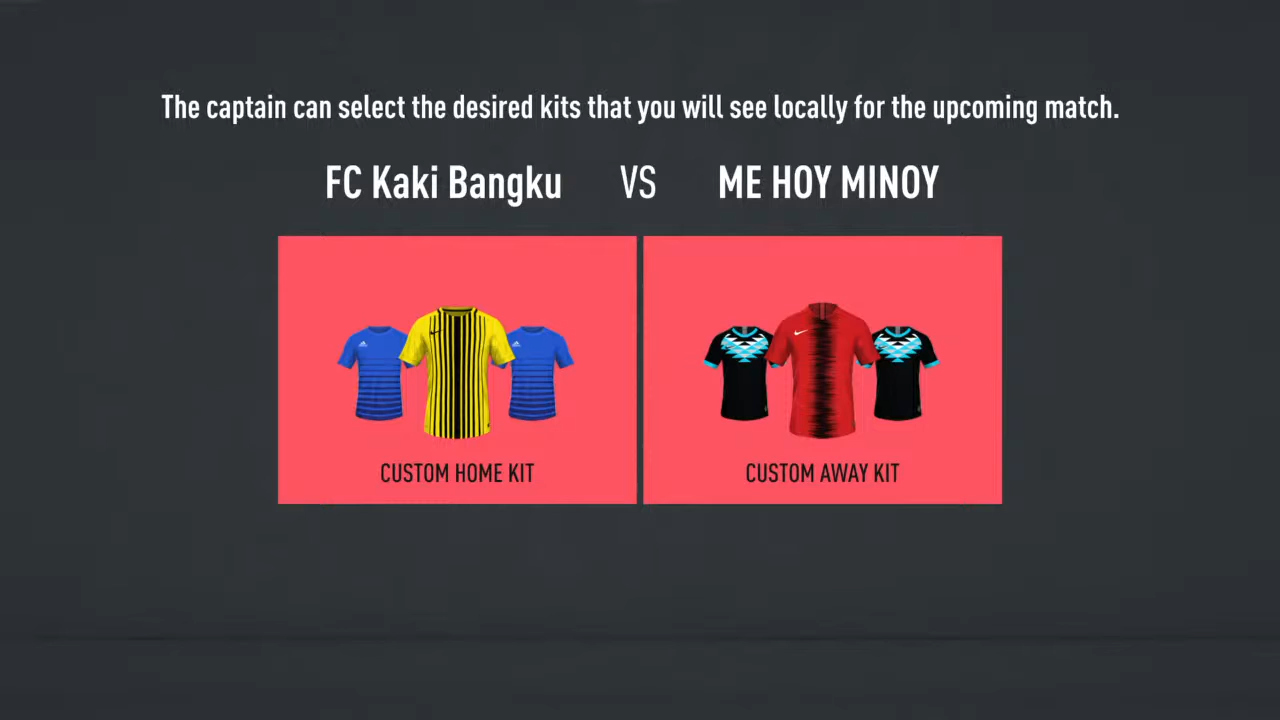 The captain can select the desired kits that you will see locally for the upcoming match.
FC Kaki Bangku VS ME HOY MINOY
CUSTOM HOME KIT
CUSTOM AWAY KIT